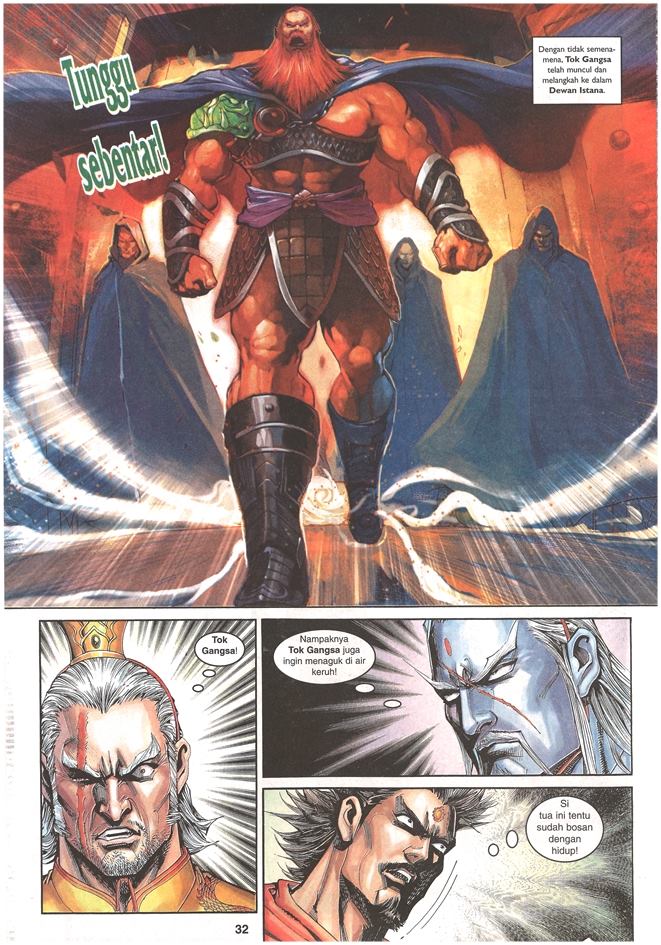 Tunggu
sebentar!
Dengan tidak semena-
mena, Tok Gangsa
telah muncul dan
melangkah ke dalam
Dewan Istana.
Tok
Gangsa!
Nampaknya
Tok Gangsa juga
ingin menaguk di air
keruh!
Si
tua ini tentu
sudah bosan
dengan
hidup!
32